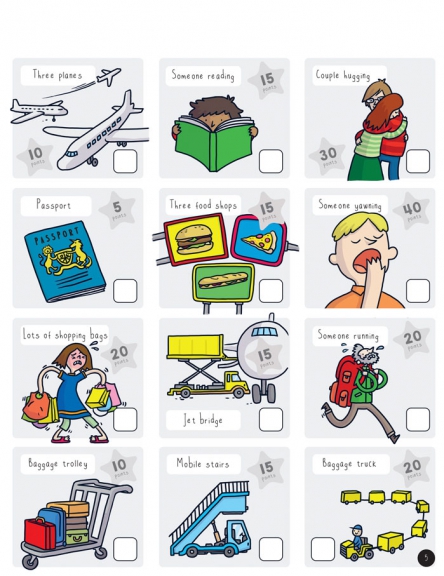 Three planes
10
points
Someone reading
15
points
Couple hugging
30
points
Passport
5
points
PASSPORT
Three food shops
15
points
Someone yawning
40
points
Lots of shopping bags
20
points
15
points
Jet bridge
Someone running
20
points
Baggage trolley
10
points
Mobile stairs
15
points
Baggage truck
20
points
5